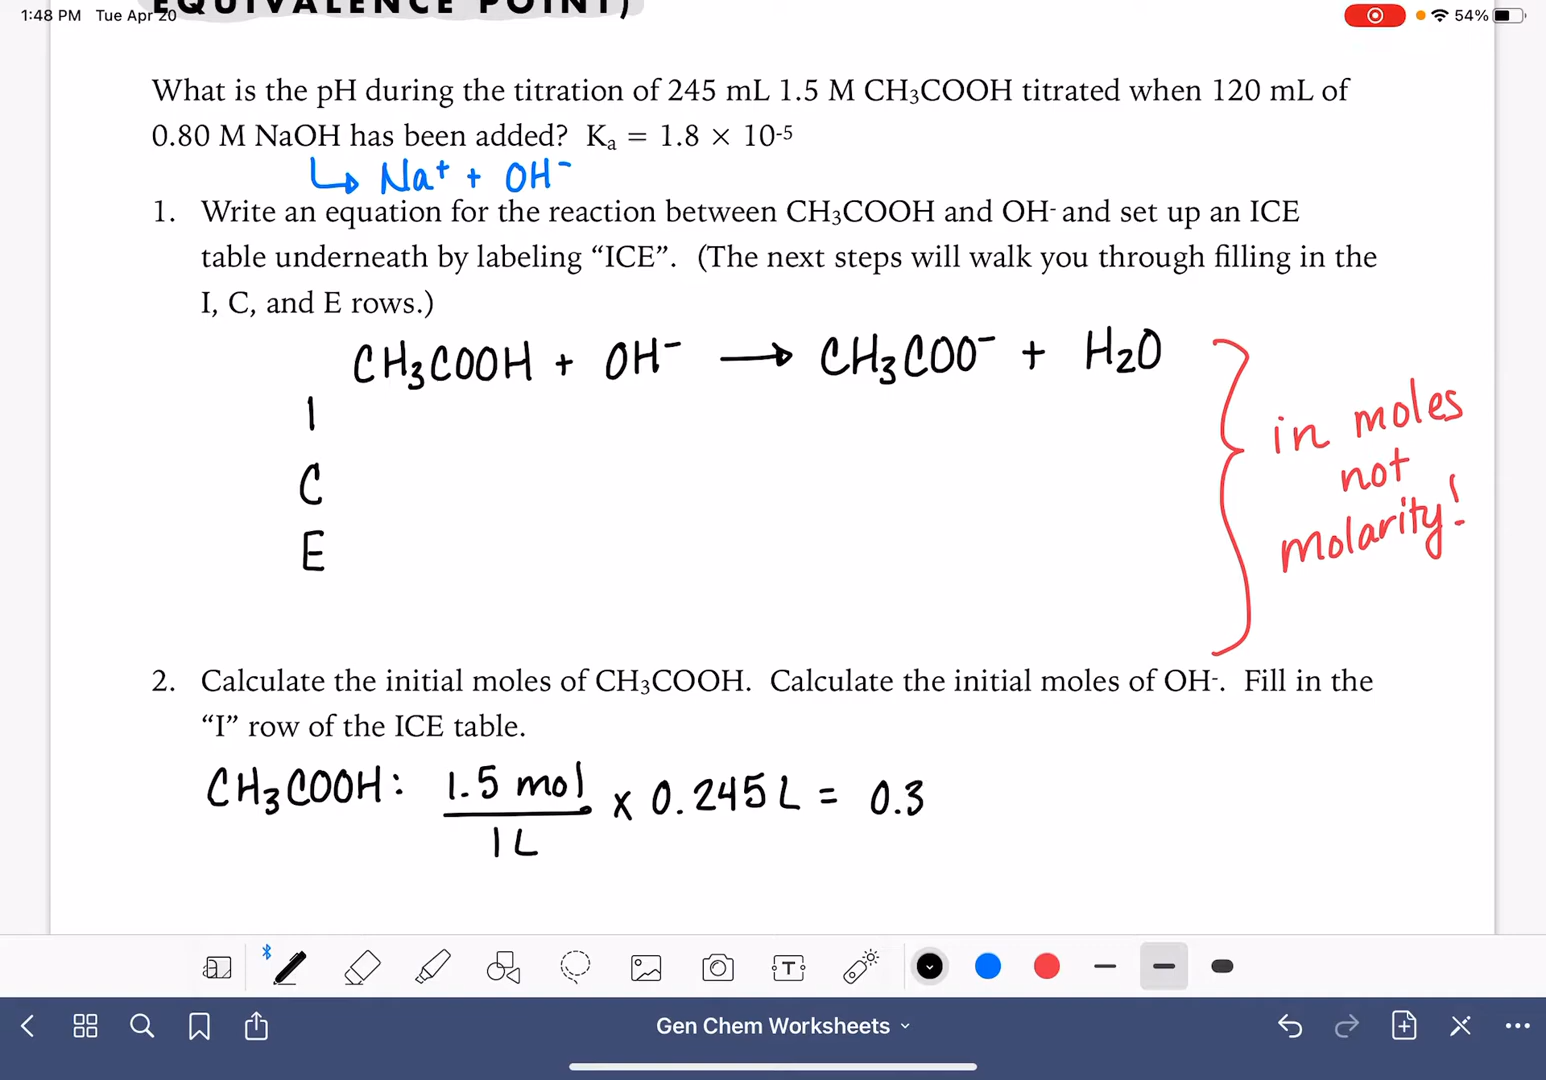 1:48 PM Tue Apr 20
EQUIVALENCE POINT)
54%
What is the pH during the titration of 245 mL 1.5 M CH₃COOH titrated when 120 mL of
0.80 M NaOH has been added? Kₐ = 1.8 × 10⁻⁵
↳ Na⁺ + OH⁻
1. Write an equation for the reaction between CH₃COOH and OH⁻ and set up an ICE
table underneath by labeling “ICE”. (The next steps will walk you through filling in the
I, C, and E rows.)
CH₃COOH + OH⁻ → CH₃COO⁻ + H₂O
I
C
E
in moles
not
molarity!
2. Calculate the initial moles of CH₃COOH. Calculate the initial moles of OH⁻. Fill in the
“I” row of the ICE table.
CH₃COOH: 1.5 mol / 1 L × 0.245 L = 0.3
Gen Chem Worksheets